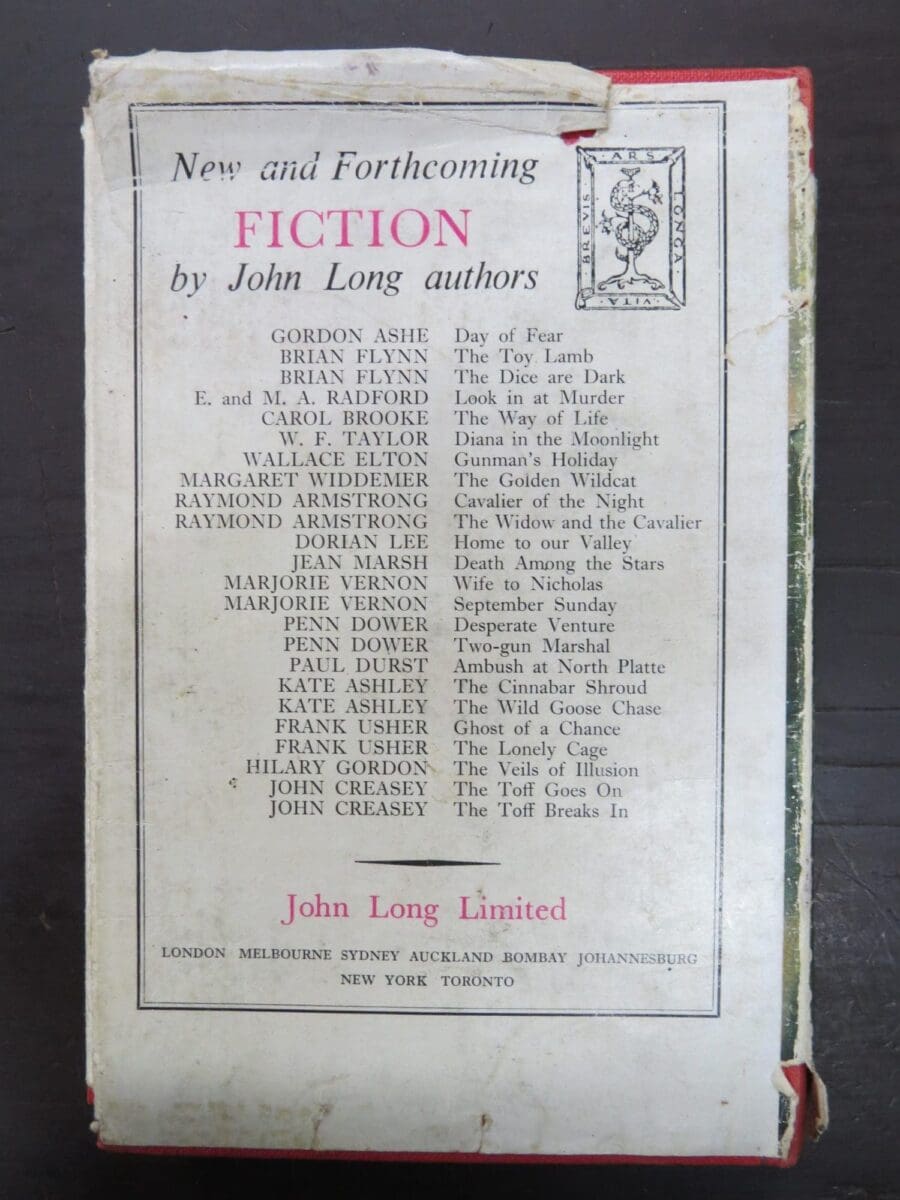 New and Forthcoming
FICTION
by John Long authors
ARS
LONGA
VITA
BREVIS
GORDON ASHE Day of Fear
BRIAN FLYNN The Toy Lamb
BRIAN FLYNN The Dice are Dark
E. and M. A. RADFORD Look in at Murder
CAROL BROOKE The Way of Life
W. F. TAYLOR Diana in the Moonlight
WALLACE ELTON Gunman's Holiday
MARGARET WIDDEMER The Golden Wildcat
RAYMOND ARMSTRONG Cavalier of the Night
RAYMOND ARMSTRONG The Widow and the Cavalier
DORIAN LEE Home to our Valley
JEAN MARSH Death Among the Stars
MARJORIE VERNON Wife to Nicholas
MARJORIE VERNON September Sunday
PENN DOWER Desperate Venture
PENN DOWER Two-gun Marshal
PAUL DURST Ambush at North Platte
KATE ASHLEY The Cinnabar Shroud
KATE ASHLEY The Wild Goose Chase
FRANK USHER Ghost of a Chance
FRANK USHER The Lonely Cage
HILARY GORDON The Veils of Illusion
JOHN CREASEY The Toff Goes On
JOHN CREASEY The Toff Breaks In
John Long Limited
LONDON MELBOURNE SYDNEY AUCKLAND BOMBAY JOHANNESBURG
NEW YORK TORONTO